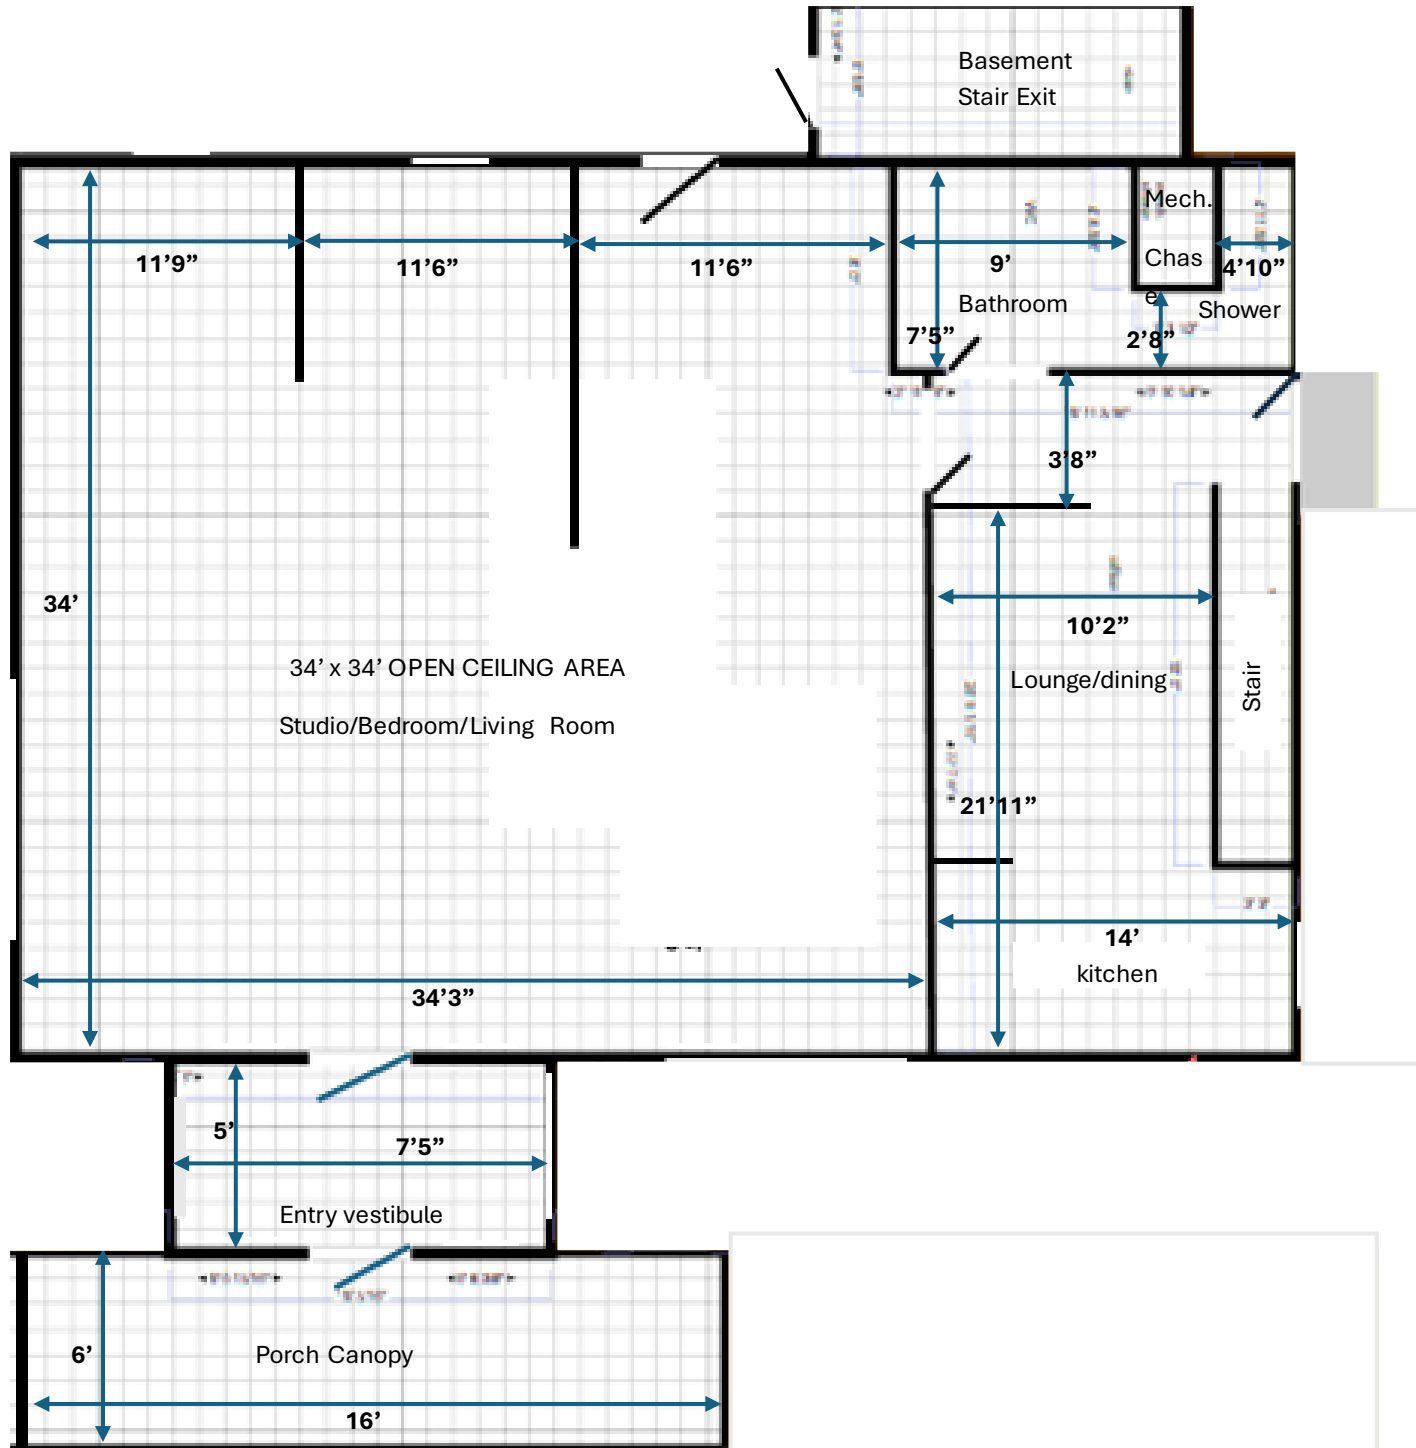 Basement
Stair Exit
Mech.
Chas
e
11’9”
11’6”
11’6”
9’
4’10”
Bathroom
Shower
7’5”
2’8”
3’8”
34’
10’2”
34’ x 34’ OPEN CEILING AREA
Lounge/dining
Stair
Studio/Bedroom/Living Room
21’11”
14’
kitchen
34’3”
5’
7’5”
Entry vestibule
6’
Porch Canopy
16’